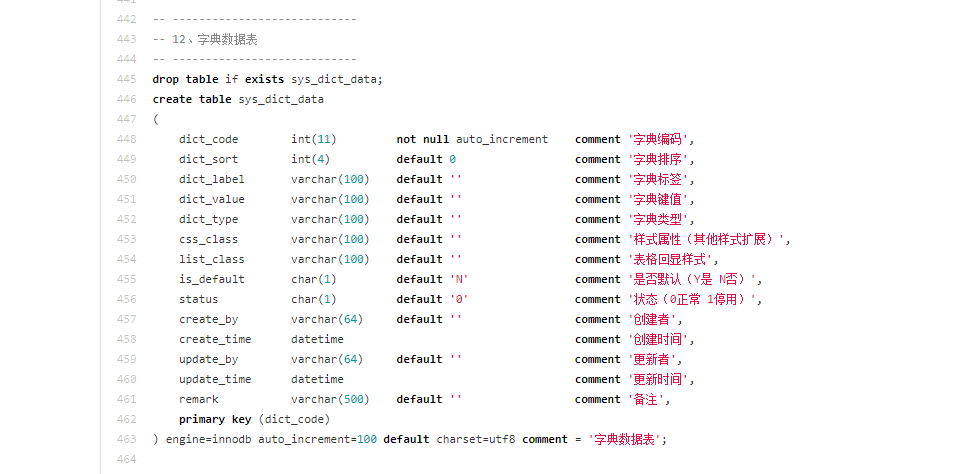 441
442 -- ----------------------------
443 -- 12、字典数据表
444 -- ----------------------------
445 drop table if exists sys_dict_data;
446 create table sys_dict_data
447 (
448 dict_code int(11) not null auto_increment comment '字典编码',
449 dict_sort int(4) default 0 comment '字典排序',
450 dict_label varchar(100) default '' comment '字典标签',
451 dict_value varchar(100) default '' comment '字典键值',
452 dict_type varchar(100) default '' comment '字典类型',
453 css_class varchar(100) default '' comment '样式属性（其他样式扩展）',
454 list_class varchar(100) default '' comment '表格回显样式',
455 is_default char(1) default 'N' comment '是否默认（Y是 N否）',
456 status char(1) default '0' comment '状态（0正常 1停用）',
457 create_by varchar(64) default '' comment '创建者',
458 create_time datetime comment '创建时间',
459 update_by varchar(64) default '' comment '更新者',
460 update_time datetime comment '更新时间',
461 remark varchar(500) default '' comment '备注',
462 primary key (dict_code)
463 ) engine=innodb auto_increment=100 default charset=utf8 comment = '字典数据表';
464